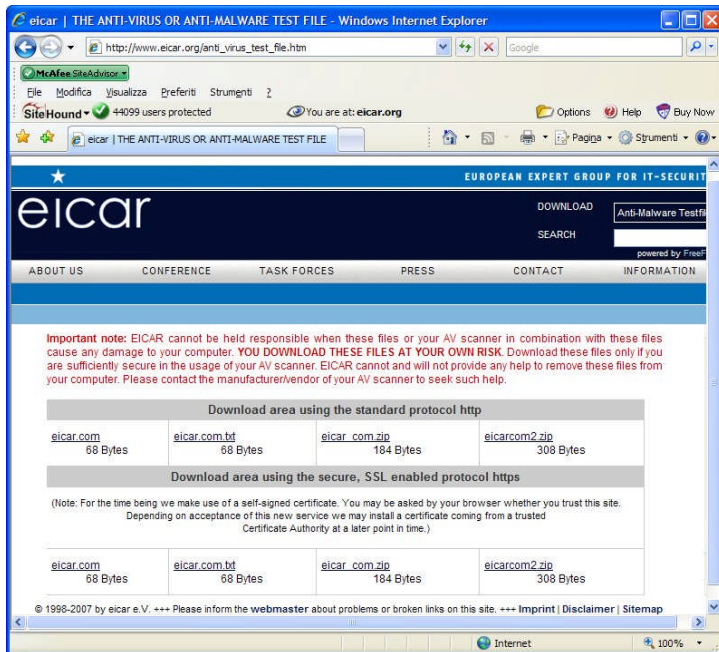 eicar | THE ANTI-VIRUS OR ANTI-MALWARE TEST FILE - Windows Internet Explorer
http://www.eicar.org/anti_virus_test_file.htm
Google
McAfee SiteAdvisor
File Modifica Visualizza Preferiti Strumenti ?
SiteHound 44099 users protected You are at: eicar.org Options Help Buy Now
eicar | THE ANTI-VIRUS OR ANTI-MALWARE TEST FILE Pagina Strumenti
EUROPEAN EXPERT GROUP FOR IT-SECURIT
eicar
DOWNLOAD Anti-Malware Testfil
SEARCH
powered by FreeF
ABOUT US CONFERENCE TASK FORCES PRESS CONTACT INFORMATION
Important note: EICAR cannot be held responsible when these files or your AV scanner in combination with these files
cause any damage to your computer. YOU DOWNLOAD THESE FILES AT YOUR OWN RISK. Download these files only if you
are sufficiently secure in the usage of your AV scanner. EICAR cannot and will not provide any help to remove these files from
your computer. Please contact the manufacturer/vendor of your AV scanner to seek such help.
Download area using the standard protocol http
eicar.com eicar.com.txt eicar_com.zip eicarcom2.zip
68 Bytes 68 Bytes 184 Bytes 308 Bytes
Download area using the secure, SSL enabled protocol https
(Note: For the time being we make use of a self-signed certificate. You may be asked by your browser whether you trust this site.
Depending on acceptance of this new service we may install a certificate coming from a trusted
Certificate Authority at a later point in time.)
eicar.com eicar.com.txt eicar_com.zip eicarcom2.zip
68 Bytes 68 Bytes 184 Bytes 308 Bytes
© 1998-2007 by eicar e.V. +++ Please inform the webmaster about problems or broken links on this site. +++ Imprint | Disclaimer | Sitemap
Internet 100%